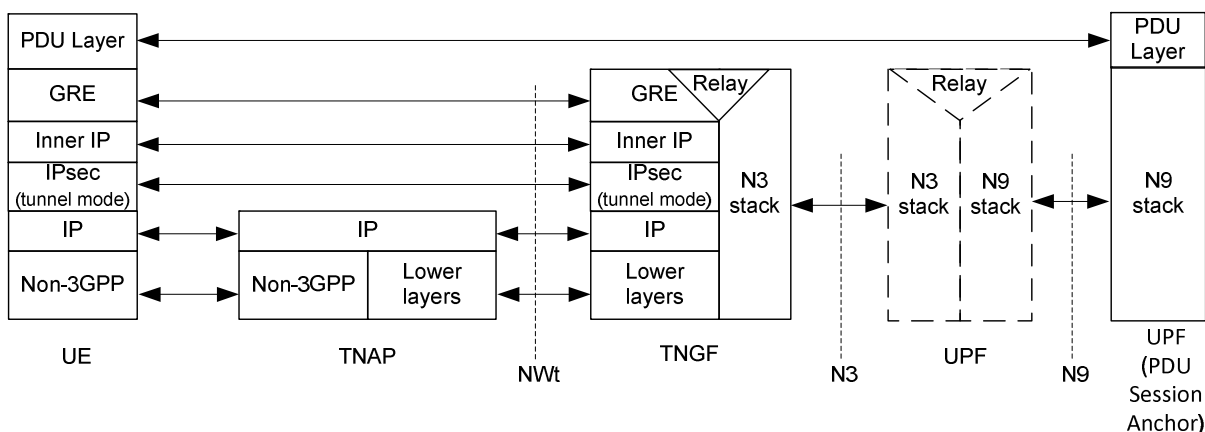 PDU Layer
GRE
Inner IP
IPsec
(tunnel mode)
IP
Non-3GPP
UE
IP
Non-3GPP
Lower
layers
TNAP
NWt
GRE
Relay
Inner IP
IPsec
(tunnel mode)
IP
Lower
layers
N3
stack
TNGF
N3
Relay
N3
stack
N9
stack
UPF
N9
PDU
Layer
N9
stack
UPF
(PDU
Session
Anchor)